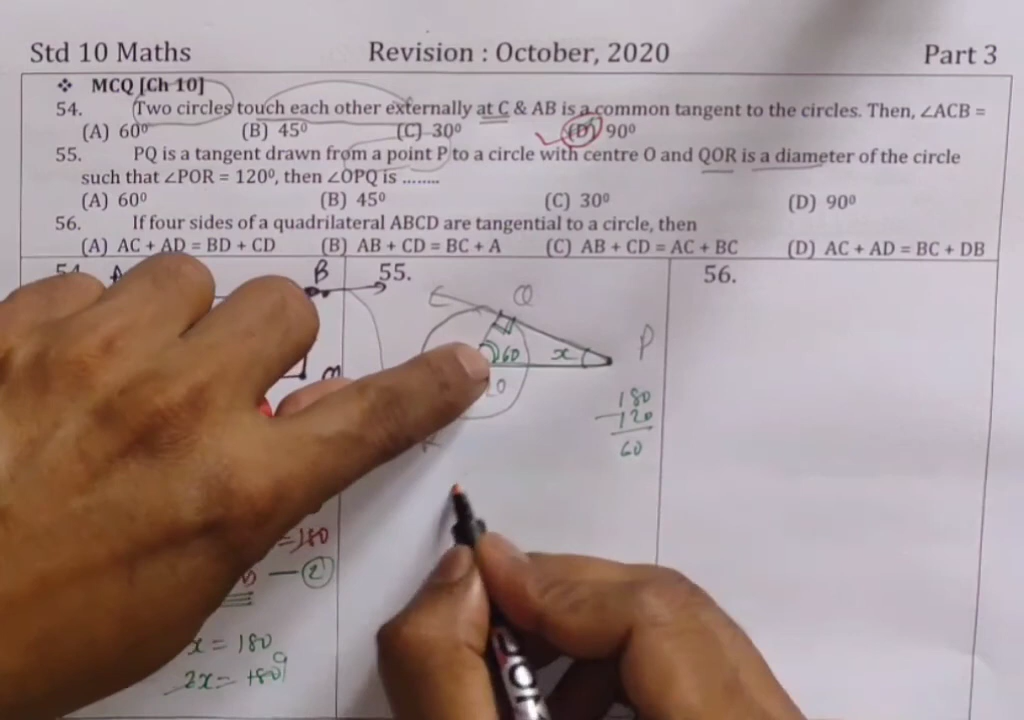 Std 10 Maths Revision : October, 2020 Part 3
❖ MCQ [Ch 10]
54. Two circles touch each other externally at C & AB is a common tangent to the circles. Then, ∠ACB =
(A) 60⁰ (B) 45⁰ (C) 30⁰ (D) 90⁰
55. PQ is a tangent drawn from a point P to a circle with centre O and QOR is a diameter of the circle
such that ∠POR = 120⁰, then ∠OPQ is ........
(A) 60⁰ (B) 45⁰ (C) 30⁰ (D) 90⁰
56. If four sides of a quadrilateral ABCD are tangential to a circle, then
(A) AC + AD = BD + CD (B) AB + CD = BC + A (C) AB + CD = AC + BC (D) AC + AD = BC + DB
54. A B 55. 56.
Q
P
60 x
m
180
-120
60
=180
— 2
x = 180
2x = 180